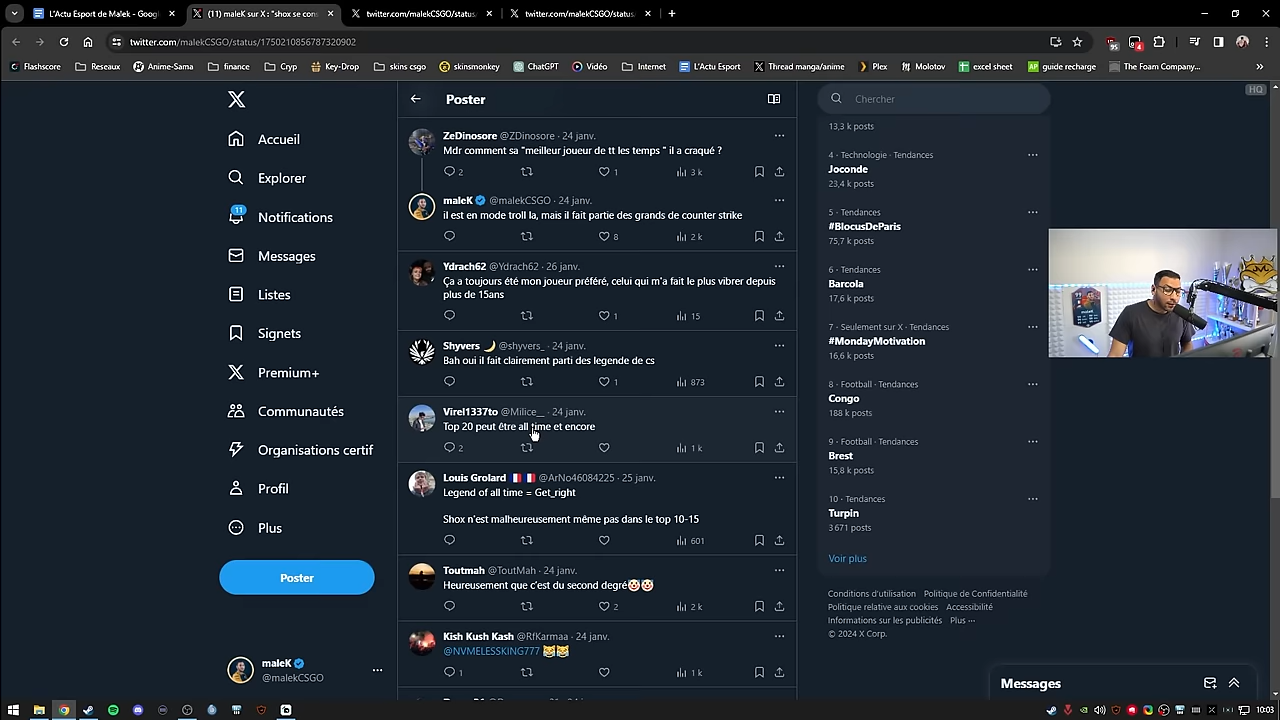 L'Actu Esport de Malek - Googl
(11) maleK sur X : "shox se cons
twitter.com/malekCSGO/status/
twitter.com/malekCSGO/status/
twitter.com/malekCSGO/status/1750210856787320902
95
4
Flashscore
Reseaux
Anime-Sama
finance
Cryp
Key-Drop
skins csgo
skinsmonkey
ChatGPT
Vidéo
Internet
L'Actu Esport
Thread manga/anime
Plex
Molotov
excel sheet
guide recharge
The Foam Company...
Accueil
Explorer
11
Notifications
Messages
Listes
Signets
Premium+
Communautés
Organisations certif
Profil
Plus
Poster
maleK
@malekCSGO
Poster
ZeDinosore @ZDinosore · 24 janv.
Mdr comment sa "meilleur joueur de tt les temps " il a craqué ?
2 1 3 k
maleK @malekCSGO · 24 janv.
il est en mode troll la, mais il fait partie des grands de counter strike
8 2 k
Ydrach62 @Ydrach62 · 26 janv.
Ça a toujours été mon joueur préféré, celui qui m'a fait le plus vibrer depuis
plus de 15ans
1 15
Shyvers 🌙 @shyvers_ · 24 janv.
Bah oui il fait clairement parti des legende de cs
1 873
Virel1337to @Milice__ · 24 janv.
Top 20 peut être all time et encore
2 1 k
Louis Grolard 🇫🇷 🇫🇷 @ArNo46084225 · 25 janv.
Legend of all time = Get_right
Shox n'est malheureusement même pas dans le top 10-15
601
Toutmah @ToutMah · 24 janv.
Heureusement que c'est du second degré🤡🤡
2 2 k
Kish Kush Kash @RfKarmaa · 24 janv.
@NVMELESSKING777 😹😹
1 1 k
Chercher
HQ
13,3 k posts
4 · Technologie · Tendances
Joconde
23,4 k posts
5 · Tendances
#BlocusDeParis
75,7 k posts
6 · Tendances
Barcola
17,6 k posts
7 · Seulement sur X · Tendances
#MondayMotivation
16,6 k posts
8 · Football · Tendances
Congo
188 k posts
9 · Football · Tendances
Brest
15,8 k posts
10 · Tendances
Turpin
3 671 posts
Voir plus
Conditions d'utilisation Politique de Confidentialité
Politique relative aux cookies Accessibilité
Informations sur les publicités Plus ···
© 2024 X Corp.
Messages
10:03